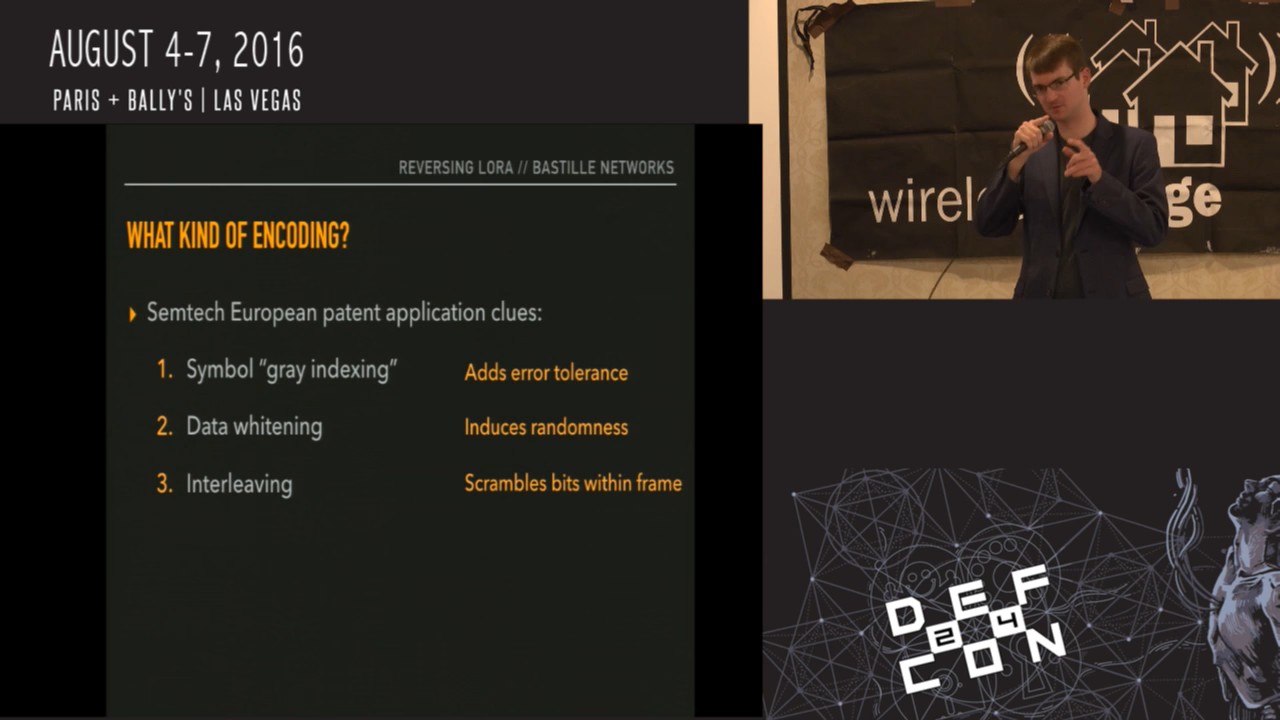 AUGUST 4-7, 2016
PARIS + BALLY'S | LAS VEGAS
REVERSING LORA // BASTILLE NETWORKS
WHAT KIND OF ENCODING?
Semtech European patent application clues:
1. Symbol “gray indexing” Adds error tolerance
2. Data whitening Induces randomness
3. Interleaving Scrambles bits within frame
DEF
24
CON